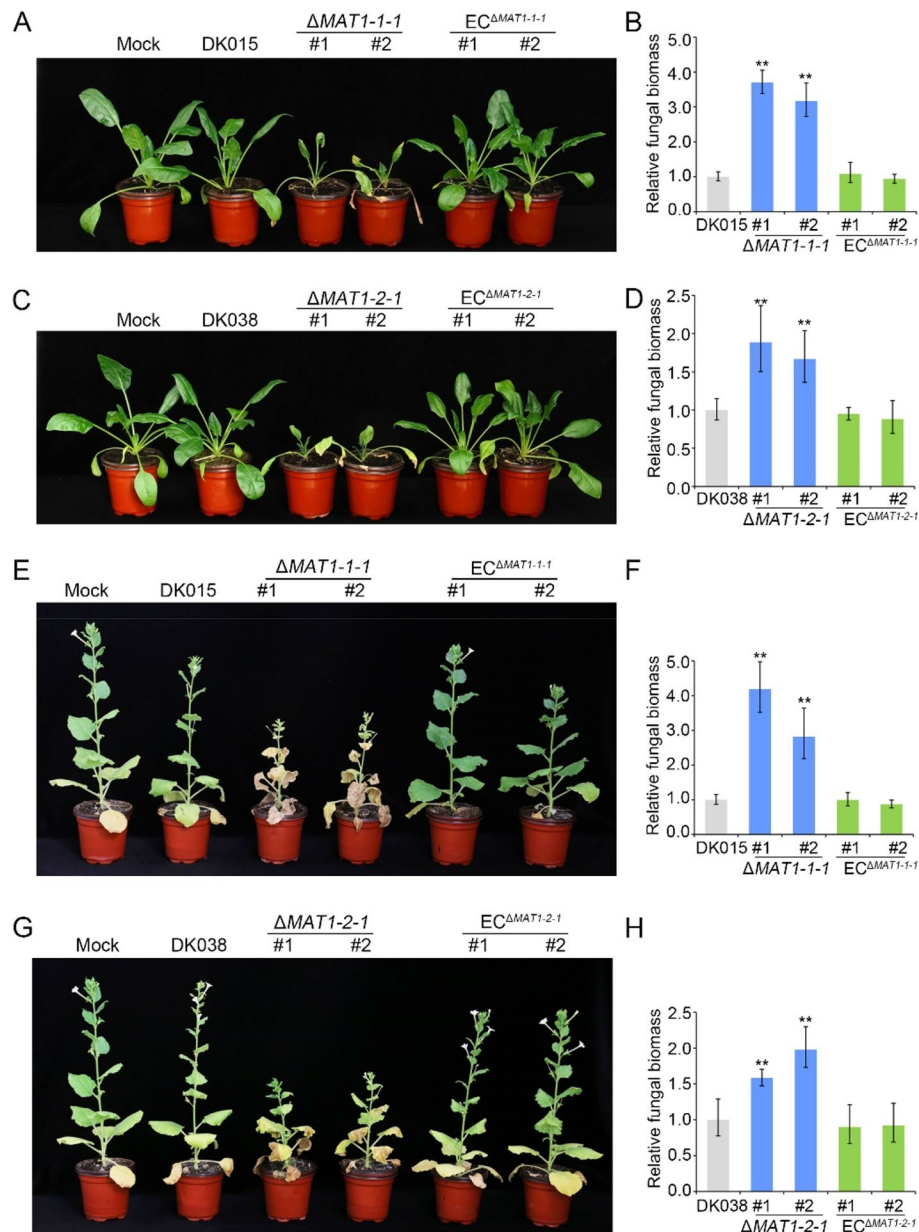 A
Mock DK015 ΔMAT1-1-1 EC^ΔMAT1-1-1
#1 #2 #1 #2
B
Relative fungal biomass
5.0
4.0
3.0
2.0
1.0
0.0
** **
DK015 #1 #2 #1 #2
ΔMAT1-1-1 EC^ΔMAT1-1-1
C
Mock DK038 ΔMAT1-2-1 EC^ΔMAT1-2-1
#1 #2 #1 #2
D
Relative fungal biomass
2.5
2.0
1.5
1.0
0.5
0.0
** **
DK038 #1 #2 #1 #2
ΔMAT1-2-1 EC^ΔMAT1-2-1
E
Mock DK015 ΔMAT1-1-1 EC^ΔMAT1-1-1
#1 #2 #1 #2
F
Relative fungal biomass
5.0
4.0
3.0
2.0
1.0
0.0
** **
DK015 #1 #2 #1 #2
ΔMAT1-1-1 EC^ΔMAT1-1-1
G
Mock DK038 ΔMAT1-2-1 EC^ΔMAT1-2-1
#1 #2 #1 #2
H
Relative fungal biomass
2.5
2.0
1.5
1.0
0.5
0.0
** **
DK038 #1 #2 #1 #2
ΔMAT1-2-1 EC^ΔMAT1-2-1